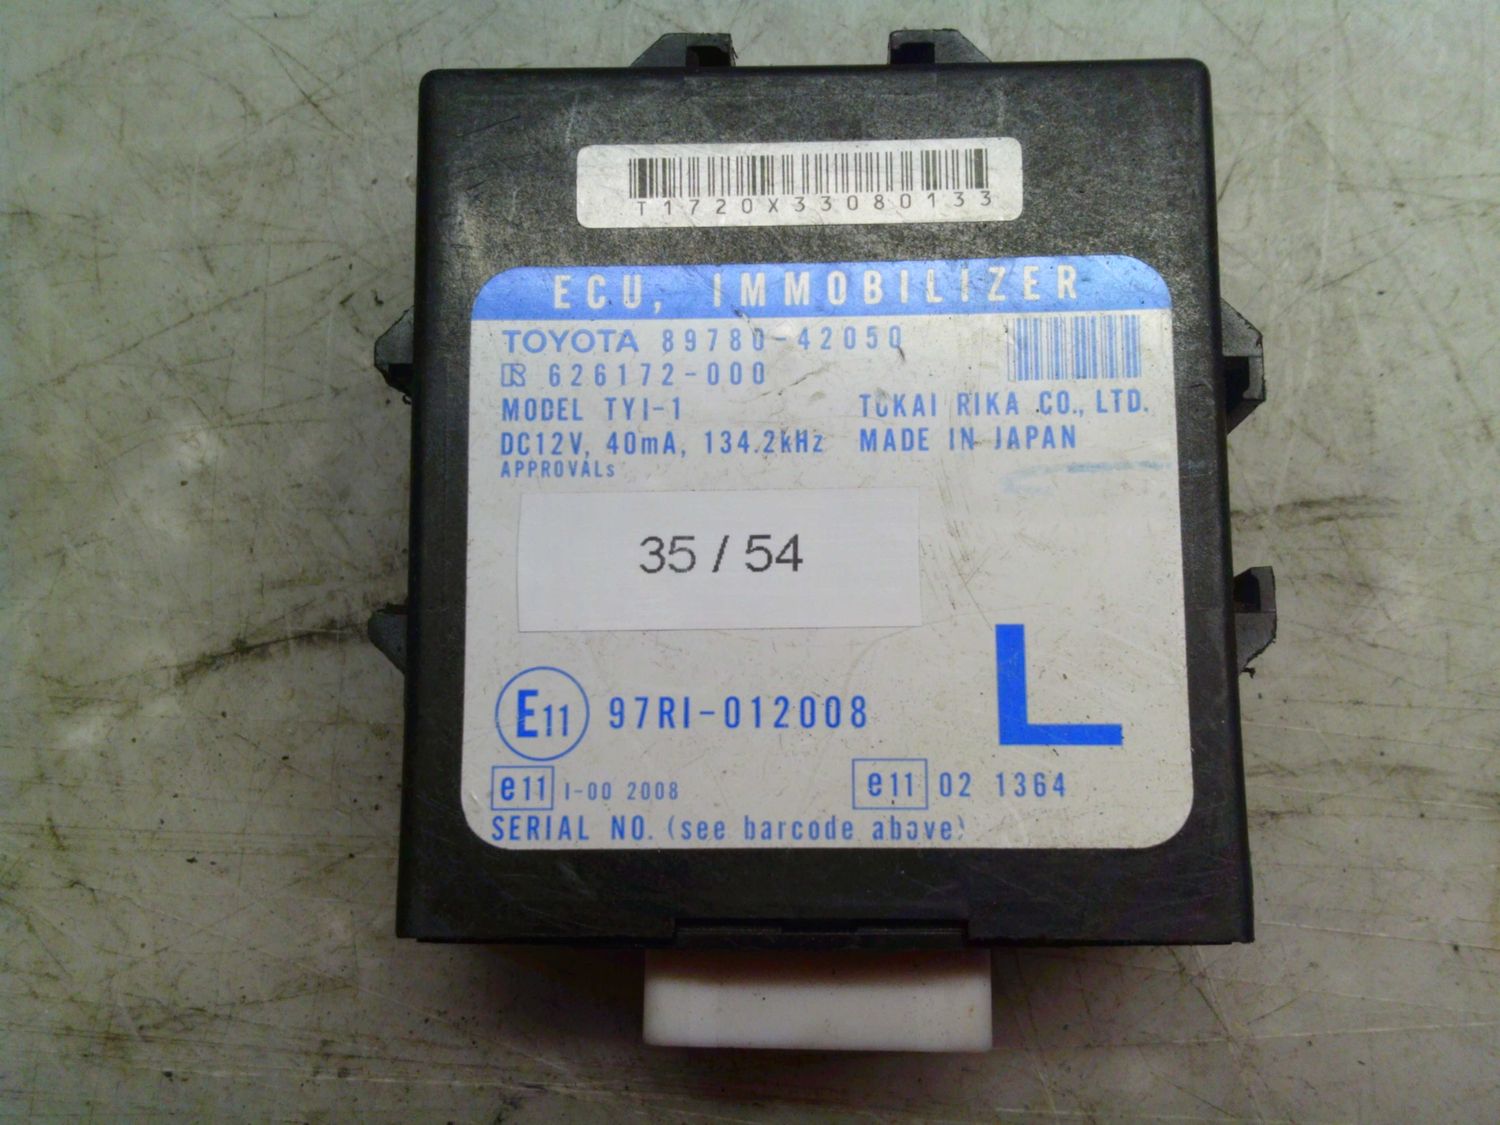 T1720X33080133
ECU, IMMOBILIZER
TOYOTA 89780-42050
R 626172-000
MODEL TYI-1 TOKAI RIKA CO., LTD.
DC12V, 40mA, 134.2kHz MADE IN JAPAN
APPROVALs
35 / 54
L
E11 97RI-012008
e11 I-00 2008 e11 02 1364
SERIAL NO. (see barcode above)